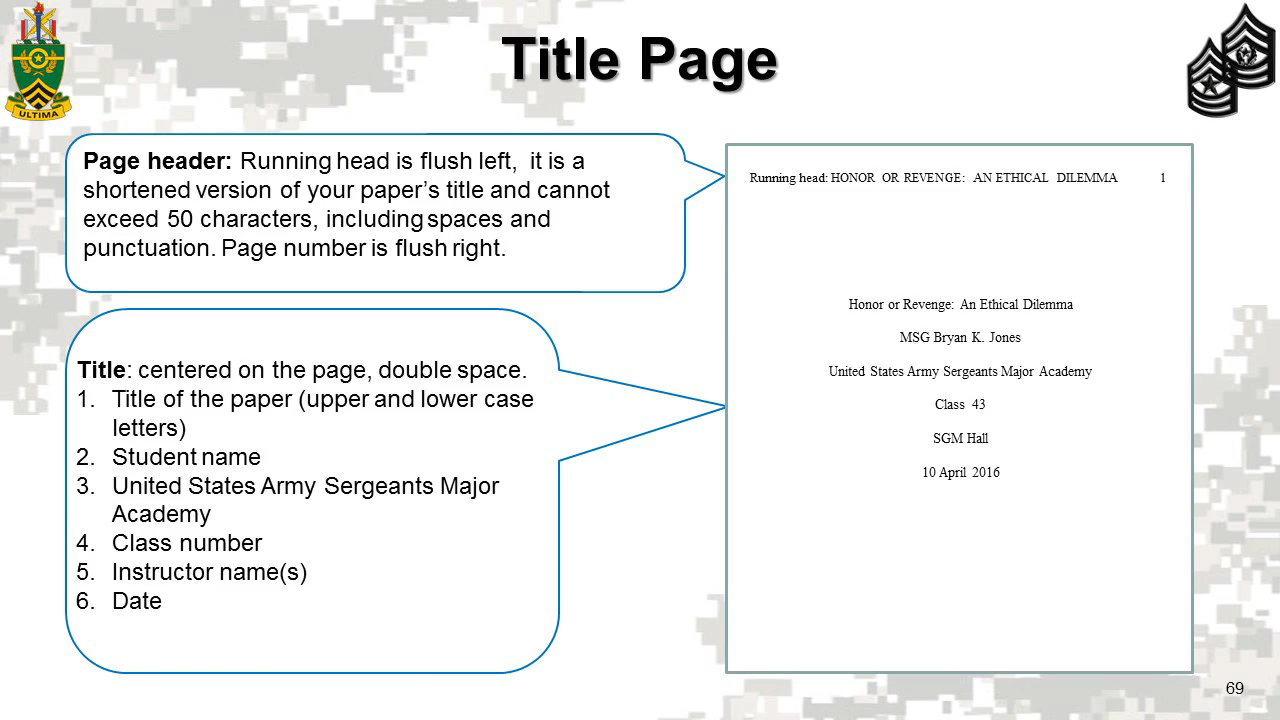 Title Page
ULTIMA
Page header: Running head is flush left,  it is a
shortened version of your paper’s title and cannot
exceed 50 characters, including spaces and
punctuation. Page number is flush right.
Title: centered on the page, double space.
1. Title of the paper (upper and lower case
letters)
2. Student name
3. United States Army Sergeants Major
Academy
4. Class number
5. Instructor name(s)
6. Date
Running head: HONOR OR REVENGE: AN ETHICAL DILEMMA 1
Honor or Revenge: An Ethical Dilemma
MSG Bryan K. Jones
United States Army Sergeants Major Academy
Class 43
SGM Hall
10 April 2016
69